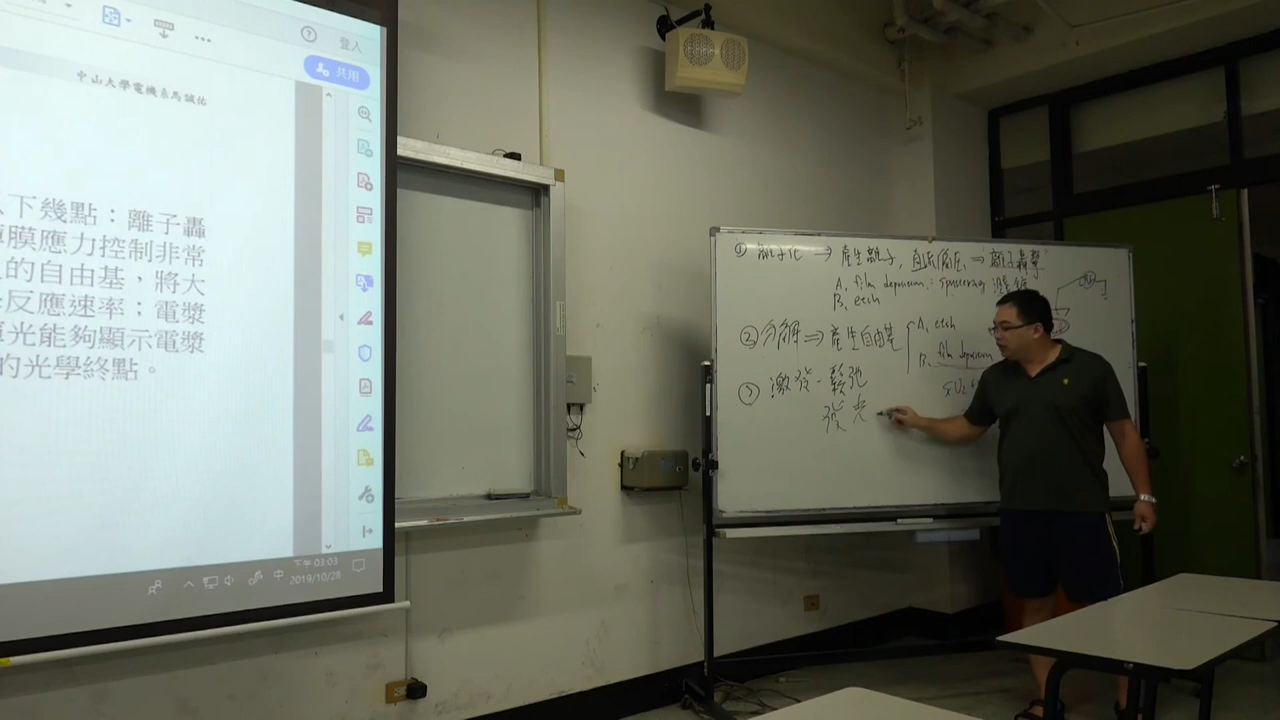 登入
共用
中山大學電機系馬誠佑
下幾點：離子轟
膜應力控制非常
的自由基，將大
反應速率；電漿
光能夠顯示電漿
的光學終點。
中
下午 03:03
2019/10/28
① 離子化 → 產生離子，直流偏压 ⇒ 離子轟擊
A. film deposition : sputtering 濺鍍
B. etch
② 分解 ⇒ 產生自由基
A. etch
B. film deposition
③ 激發-鬆弛
發光